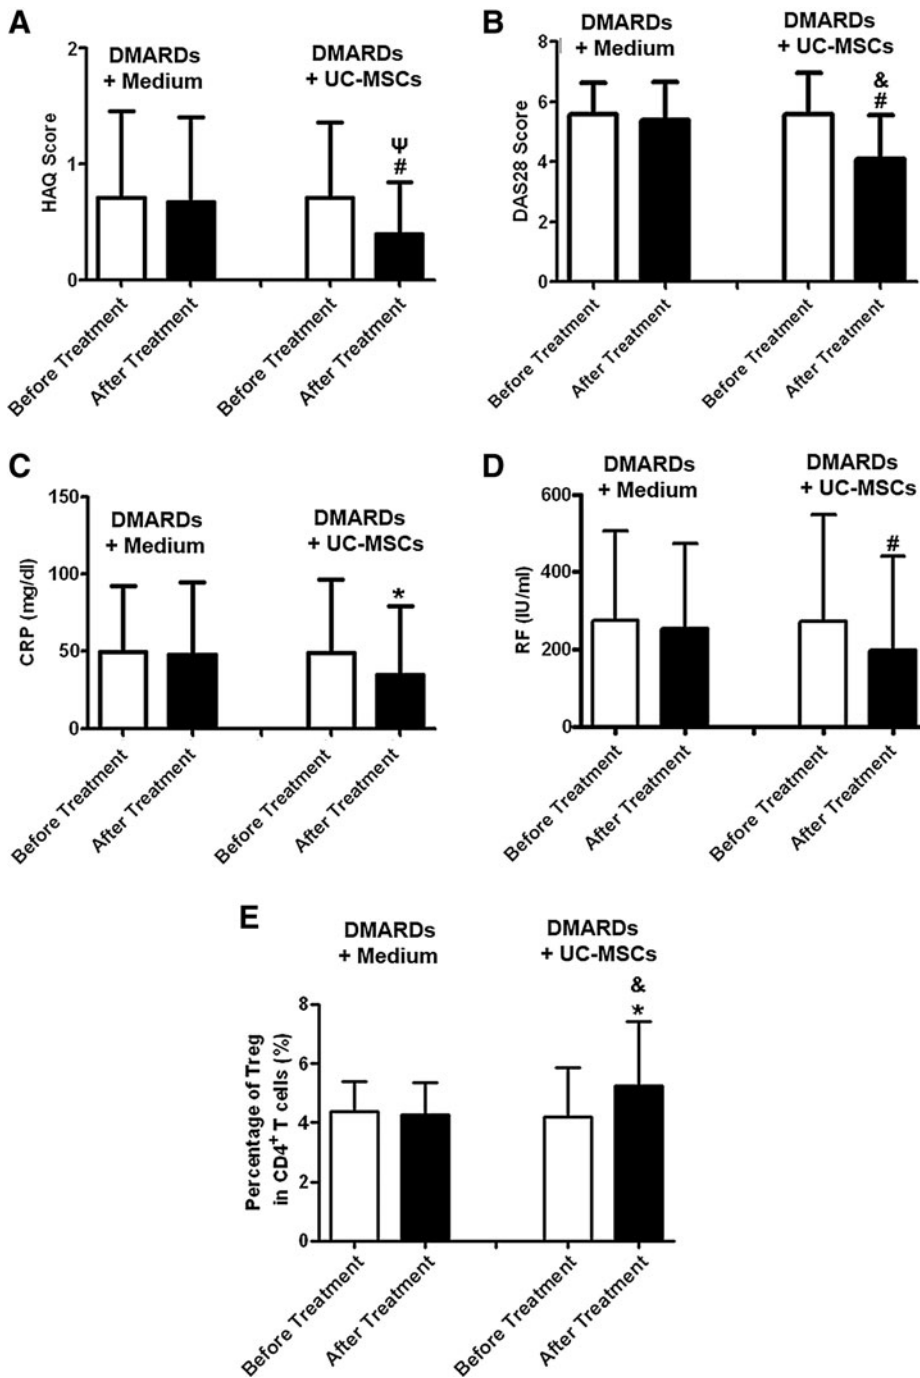 A
DMARDs
+ Medium
DMARDs
+ UC-MSCs
HAQ Score
2
1
0
Ψ
#
Before Treatment
After Treatment
Before Treatment
After Treatment
B
DMARDs
+ Medium
DMARDs
+ UC-MSCs
DAS28 Score
8
6
4
2
0
&
#
Before Treatment
After Treatment
Before Treatment
After Treatment
C
DMARDs
+ Medium
DMARDs
+ UC-MSCs
CRP (mg/dl)
150
100
50
0
*
Before Treatment
After Treatment
Before Treatment
After Treatment
D
DMARDs
+ Medium
DMARDs
+ UC-MSCs
RF (IU/ml)
600
400
200
0
#
Before Treatment
After Treatment
Before Treatment
After Treatment
E
DMARDs
+ Medium
DMARDs
+ UC-MSCs
Percentage of Treg
in CD4⁺ T cells (%)
8
6
4
2
0
&
*
Before Treatment
After Treatment
Before Treatment
After Treatment